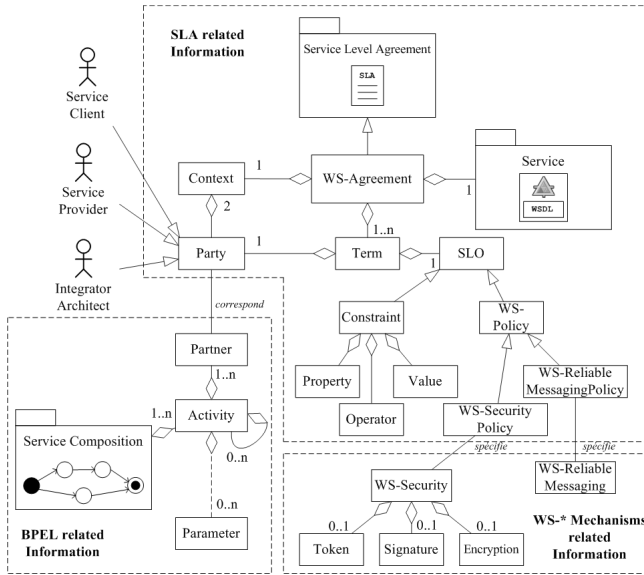 SLA related
Information
Service Level Agreement
SLA
Service
Client
Service
Provider
Integrator
Architect
Context
1
WS-Agreement
1
Service
WSDL
2
1..n
Party
1
Term
1
SLO
correspond
Constraint
WS-
Policy
Property
Value
Operator
WS-Reliable
MessagingPolicy
WS-Security
Policy
spécifie
spécifie
Partner
1..n
1..n
Activity
0..n
Service Composition
0..n
Parameter
BPEL related
Information
WS-Security
WS-Reliable
Messaging
0..1
0..1
0..1
Token
Signature
Encryption
WS-* Mechanisms
related
Information